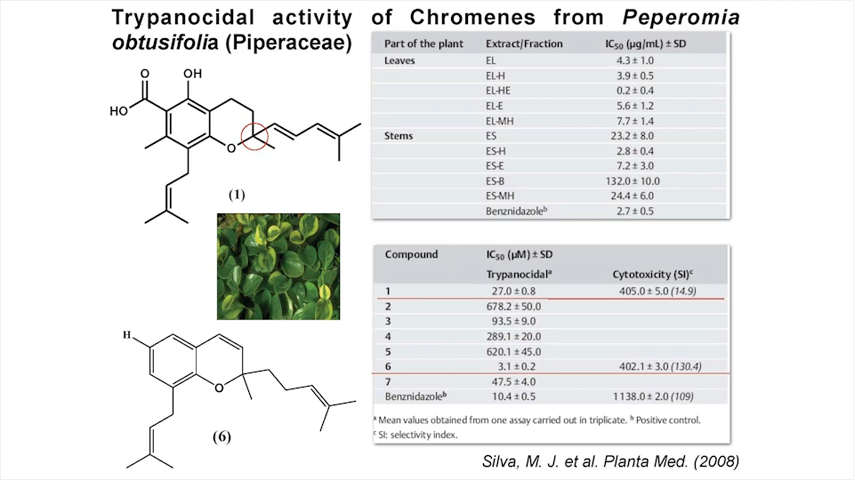 Trypanocidal activity of Chromenes from Peperomia
obtusifolia (Piperaceae)
O
OH
HO
O
(1)
H
O
(6)
Part of the plant Extract/Fraction IC50 (µg/mL) ± SD
Leaves EL 4.3 ± 1.0
EL-H 3.9 ± 0.5
EL-HE 0.2 ± 0.4
EL-E 5.6 ± 1.2
EL-MH 7.7 ± 1.4
Stems ES 23.2 ± 8.0
ES-H 2.8 ± 0.4
ES-E 7.2 ± 3.0
ES-B 132.0 ± 10.0
ES-MH 24.4 ± 6.0
Benznidazole^b 2.7 ± 0.5
Compound IC50 (µM) ± SD
Trypanocidal^a Cytotoxicity (SI)^c
1 27.0 ± 0.8 405.0 ± 5.0 (14.9)
2 678.2 ± 50.0
3 93.5 ± 9.0
4 289.1 ± 20.0
5 620.1 ± 45.0
6 3.1 ± 0.2 402.1 ± 3.0 (130.4)
7 47.5 ± 4.0
Benznidazole^b 10.4 ± 0.5 1138.0 ± 2.0 (109)
^a Mean values obtained from one assay carried out in triplicate. ^b Positive control.
^c SI: selectivity index.
Silva, M. J. et al. Planta Med. (2008)